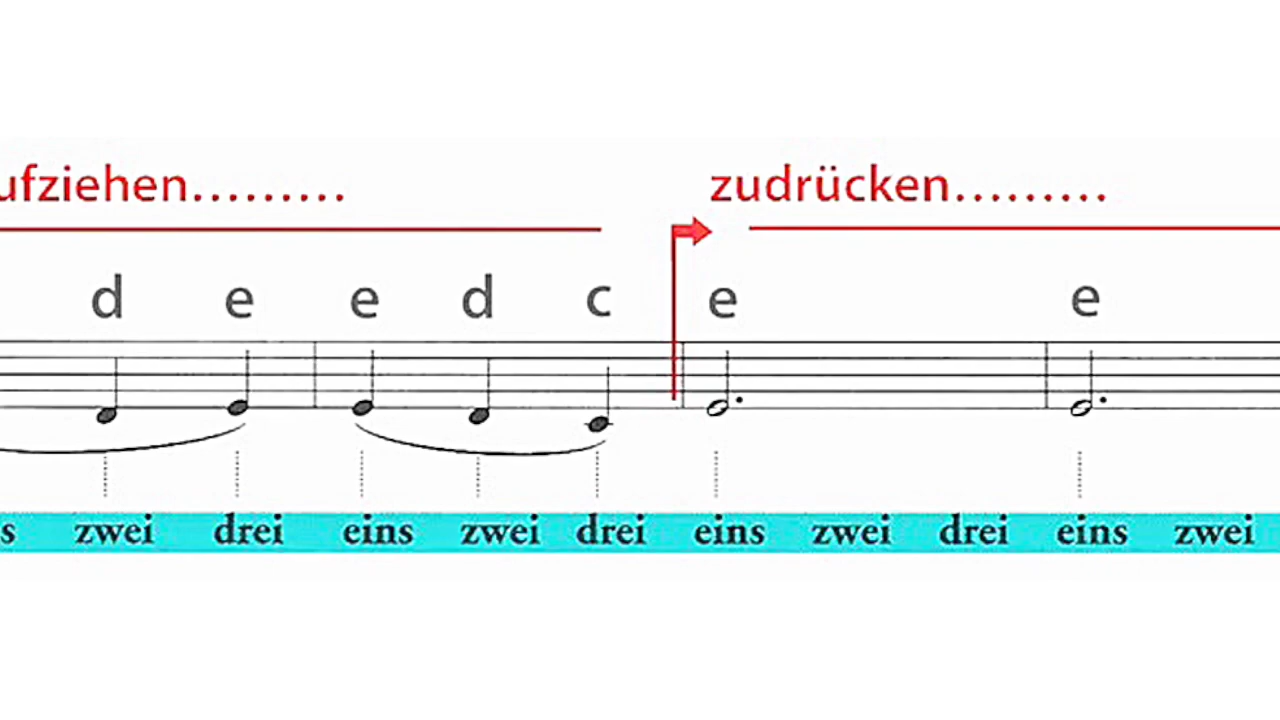 ufziehen......... zudrücken.........
d e e d c e e
s zwei drei eins zwei drei eins zwei drei eins zwei